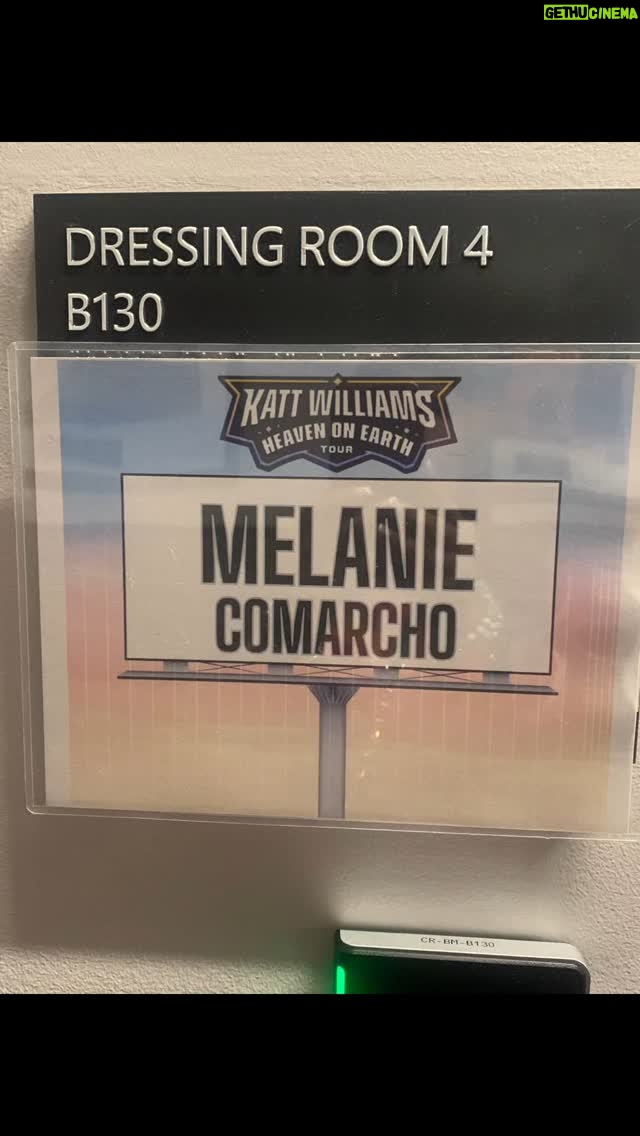 GETHUCINEMA
DRESSING ROOM 4
B130
KATT WILLIAMS
HEAVEN ON EARTH
TOUR
MELANIE
COMARCHO
CR-BM-B130